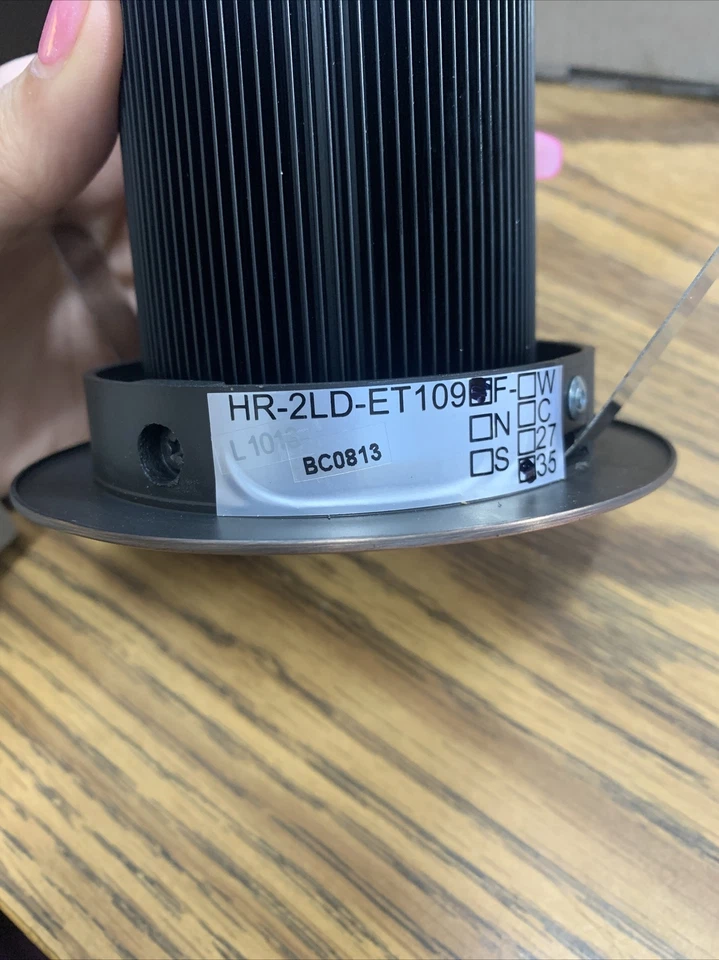 HR-2LD-ET109■F-□W
□N □C
□27
□S ■35
BC0813